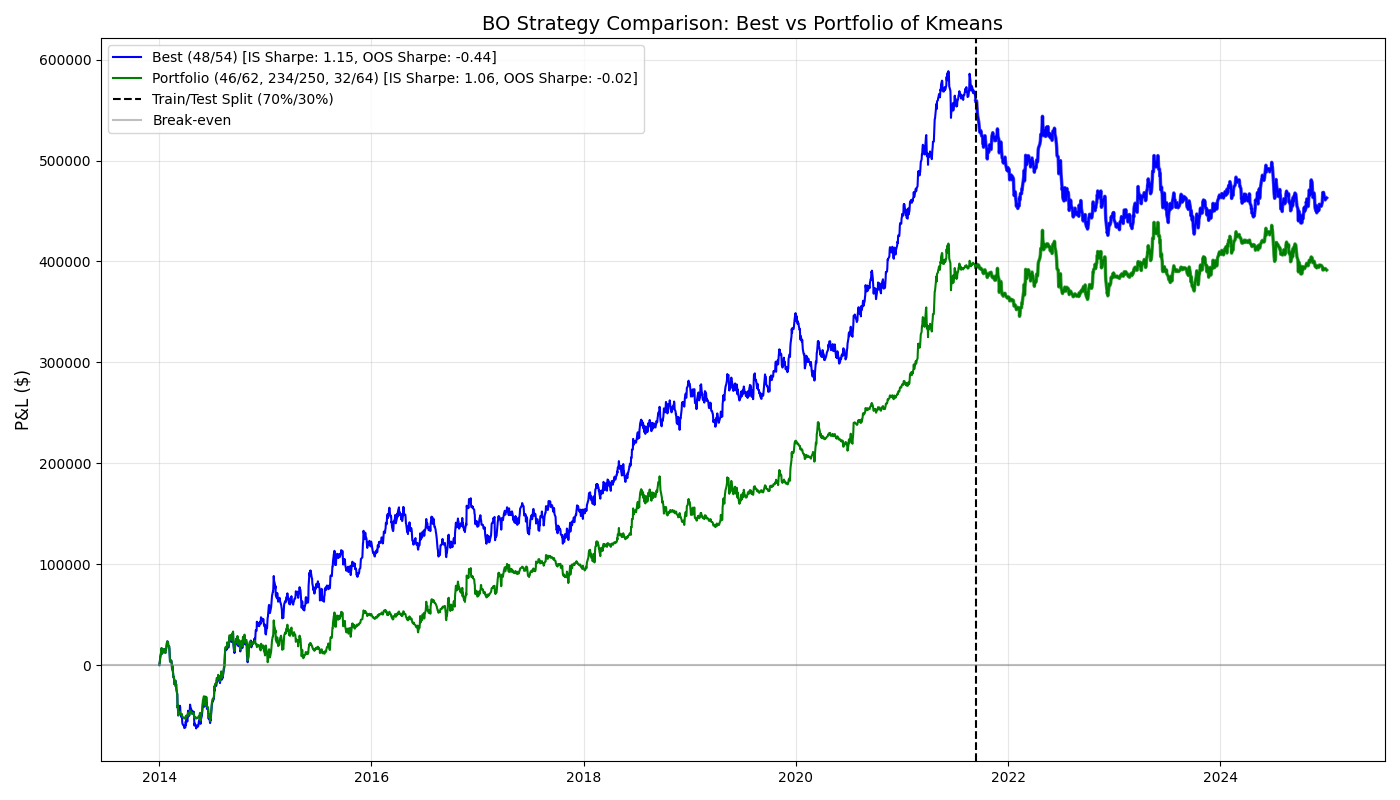 BO Strategy Comparison: Best vs Portfolio of Kmeans
Best (48/54) [IS Sharpe: 1.15, OOS Sharpe: -0.44]
Portfolio (46/62, 234/250, 32/64) [IS Sharpe: 1.06, OOS Sharpe: -0.02]
Train/Test Split (70%/30%)
Break-even
P&L ($)
600000
500000
400000
300000
200000
100000
0
2014 2016 2018 2020 2022 2024